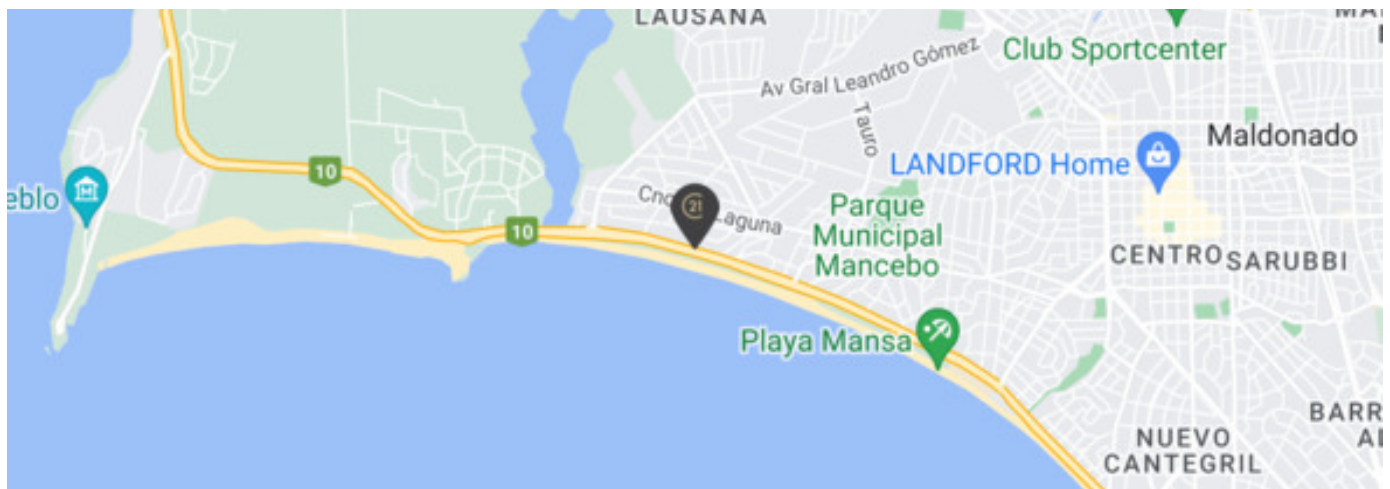 LAUSANA
Club Sportcenter
Av Gral Leandro Gómez
Tauro
Maldonado
LANDFORD Home
10
eblo
21
Laguna
Parque
Municipal
Mancebo
10
CENTRO
SARUBBI
Playa Mansa
BARR
NUEVO
CANTEGRIL